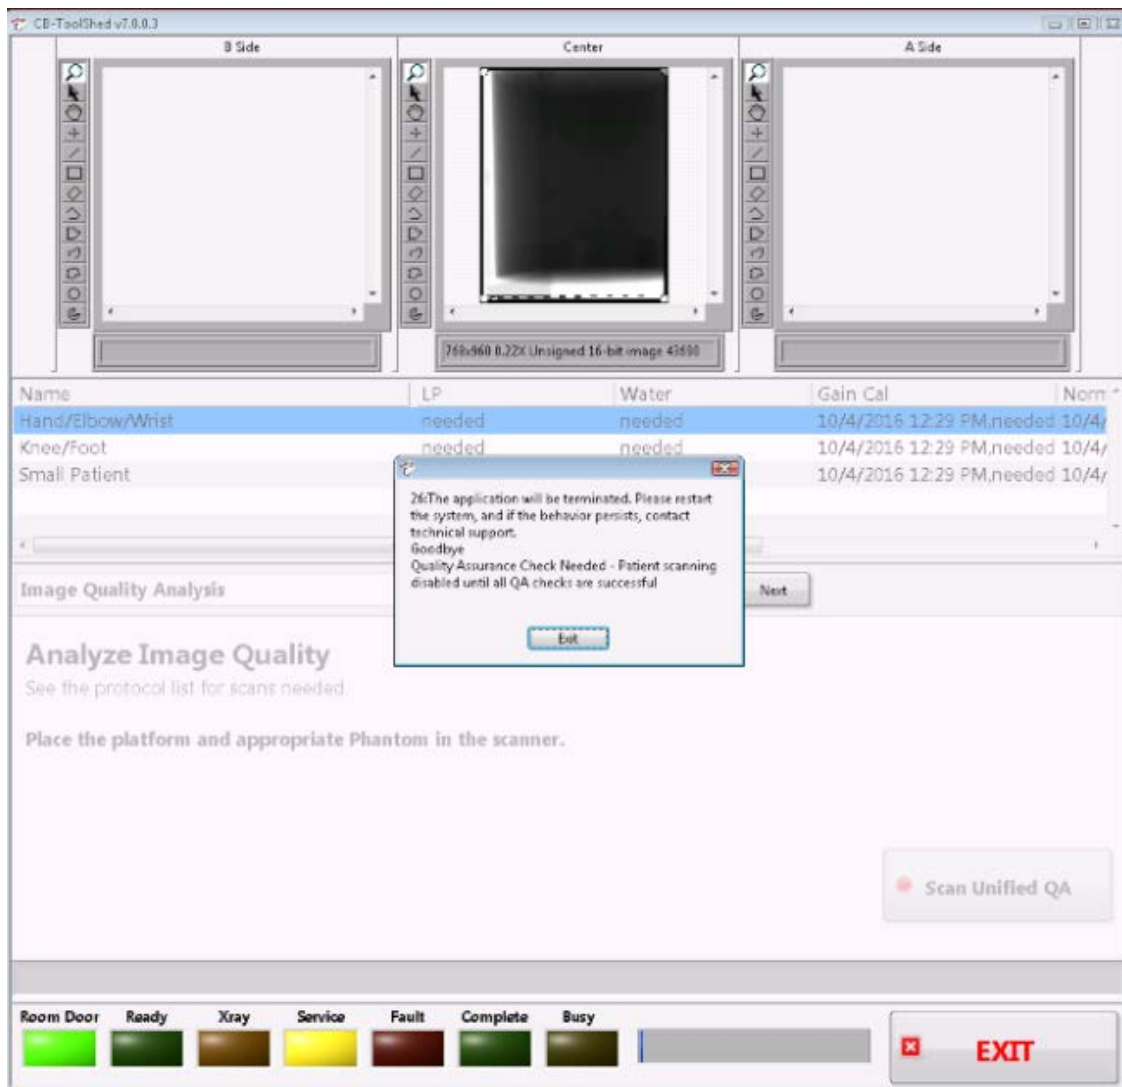 CB-ToolShed v7.0.0.3
B Side
Center
A Side
768x960 0.22X Unsigned 16-bit image 43690
Name LP Water Gain Cal Norm
Hand/Elbow/Wrist needed needed 10/4/2016 12:29 PM,needed 10/4/
Knee/Foot needed needed 10/4/2016 12:29 PM,needed 10/4/
Small Patient 10/4/2016 12:29 PM,needed 10/4/
26:The application will be terminated. Please restart
the system, and if the behavior persists, contact
technical support.
Goodbye
Quality Assurance Check Needed - Patient scanning
disabled until all QA checks are successful
Exit
Image Quality Analysis
Next
Analyze Image Quality
See the protocol list for scans needed.
Place the platform and appropriate Phantom in the scanner.
Scan Unified QA
Room Door Ready Xray Service Fault Complete Busy
EXIT